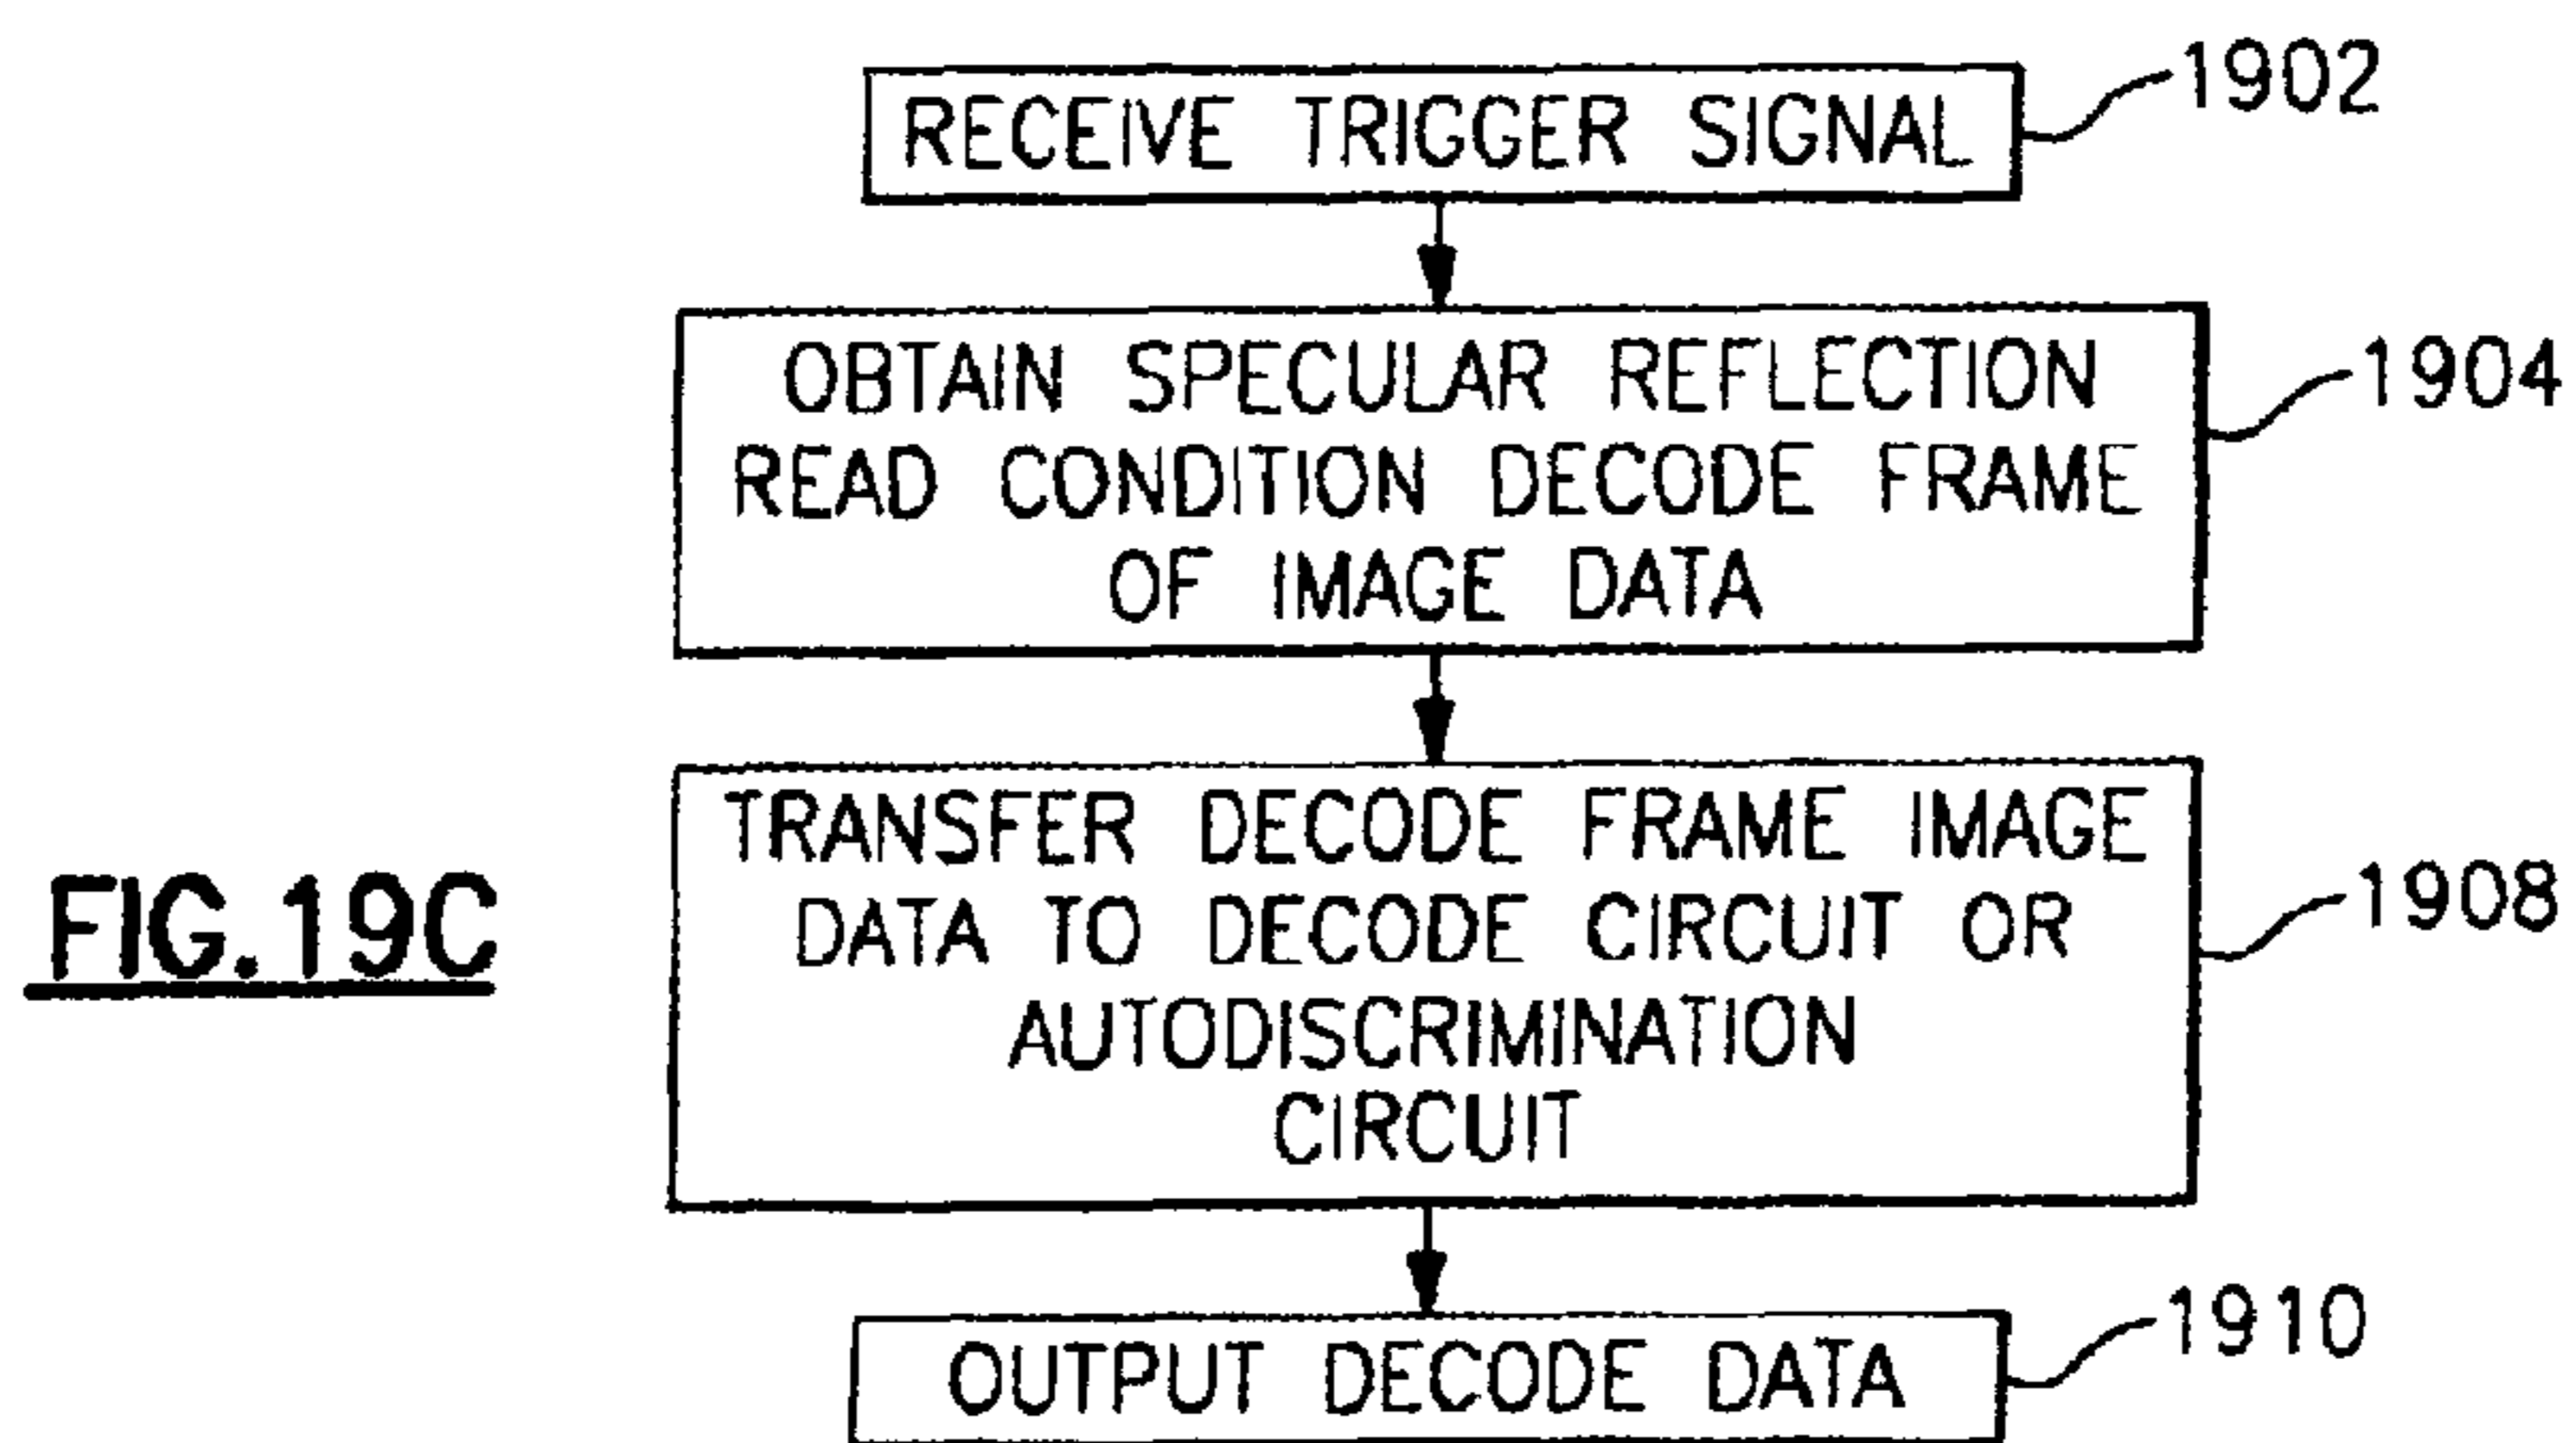 RECEIVE TRIGGER SIGNAL
1902
OBTAIN SPECULAR REFLECTION
READ CONDITION DECODE FRAME
OF IMAGE DATA
1904
TRANSFER DECODE FRAME IMAGE
DATA TO DECODE CIRCUIT OR
AUTODISCRIMINATION
CIRCUIT
1908
FIG.19C
OUTPUT DECODE DATA
1910